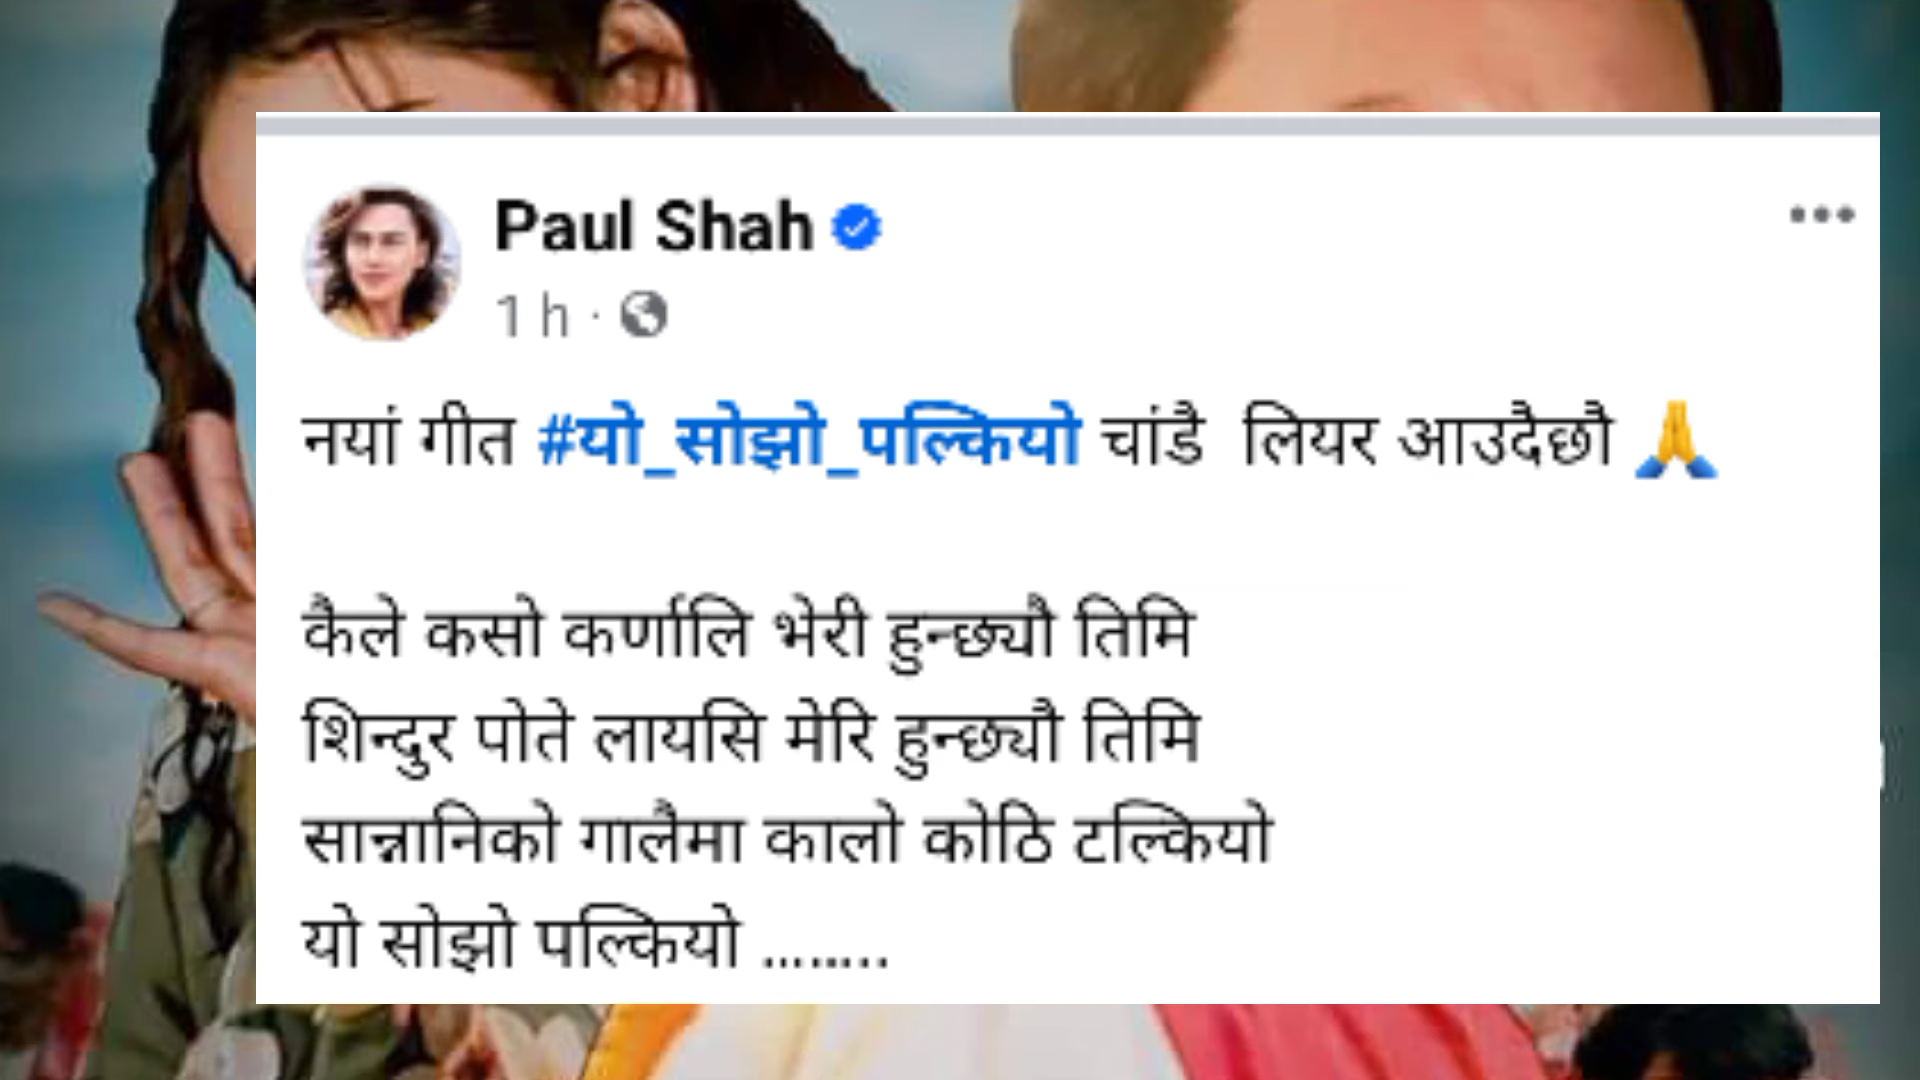 Paul Shah
1 h ·
नयां गीत #यो_सोझो_पल्कियो चांडै लियर आउदैछौ 🙏
कैले कसो कर्णालि भेरी हुन्छ्यौ तिमि
शिन्दुर पोते लायसि मेरि हुन्छ्यौ तिमि
सान्नानिको गालैमा कालो कोठि टल्कियो
यो सोझो पल्कियो ........